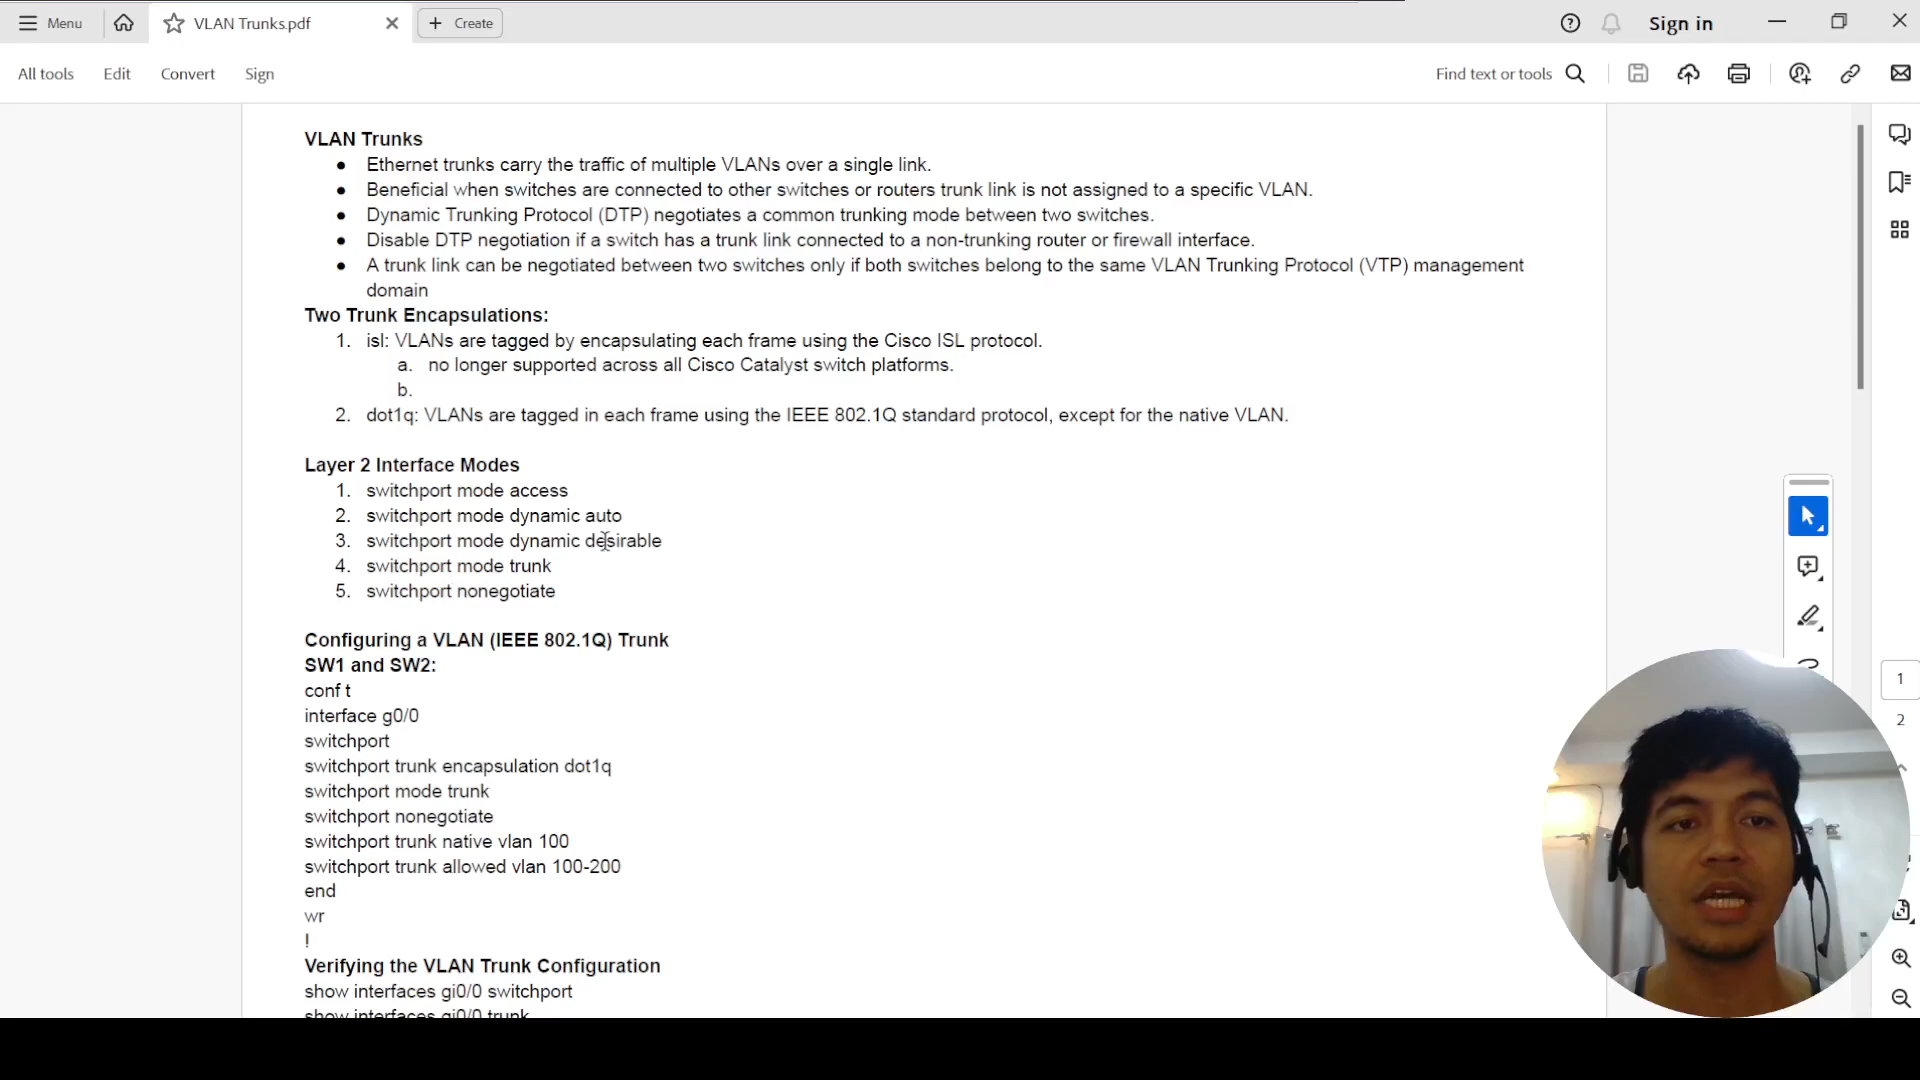 Menu
VLAN Trunks.pdf
Create
Sign in
All tools
Edit
Convert
Sign
Find text or tools
VLAN Trunks
● Ethernet trunks carry the traffic of multiple VLANs over a single link.
● Beneficial when switches are connected to other switches or routers trunk link is not assigned to a specific VLAN.
● Dynamic Trunking Protocol (DTP) negotiates a common trunking mode between two switches.
● Disable DTP negotiation if a switch has a trunk link connected to a non-trunking router or firewall interface.
● A trunk link can be negotiated between two switches only if both switches belong to the same VLAN Trunking Protocol (VTP) management
domain
Two Trunk Encapsulations:
1. isl: VLANs are tagged by encapsulating each frame using the Cisco ISL protocol.
a. no longer supported across all Cisco Catalyst switch platforms.
b.
2. dot1q: VLANs are tagged in each frame using the IEEE 802.1Q standard protocol, except for the native VLAN.
Layer 2 Interface Modes
1. switchport mode access
2. switchport mode dynamic auto
3. switchport mode dynamic desirable
4. switchport mode trunk
5. switchport nonegotiate
Configuring a VLAN (IEEE 802.1Q) Trunk
SW1 and SW2:
conf t
interface g0/0
switchport
switchport trunk encapsulation dot1q
switchport mode trunk
switchport nonegotiate
switchport trunk native vlan 100
switchport trunk allowed vlan 100-200
end
wr
!
Verifying the VLAN Trunk Configuration
show interfaces gi0/0 switchport
show interfaces gi0/0 trunk
1
2